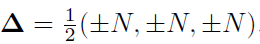 𝚫 = ½(±N, ±N, ±N).